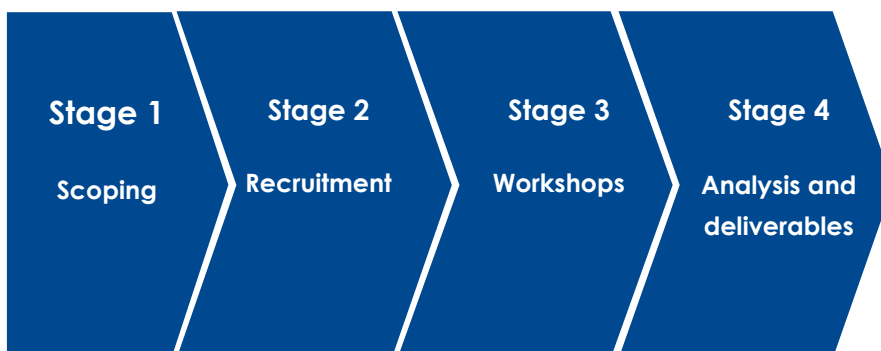 Stage 1
Scoping
Stage 2
Recruitment
Stage 3
Workshops
Stage 4
Analysis and
deliverables